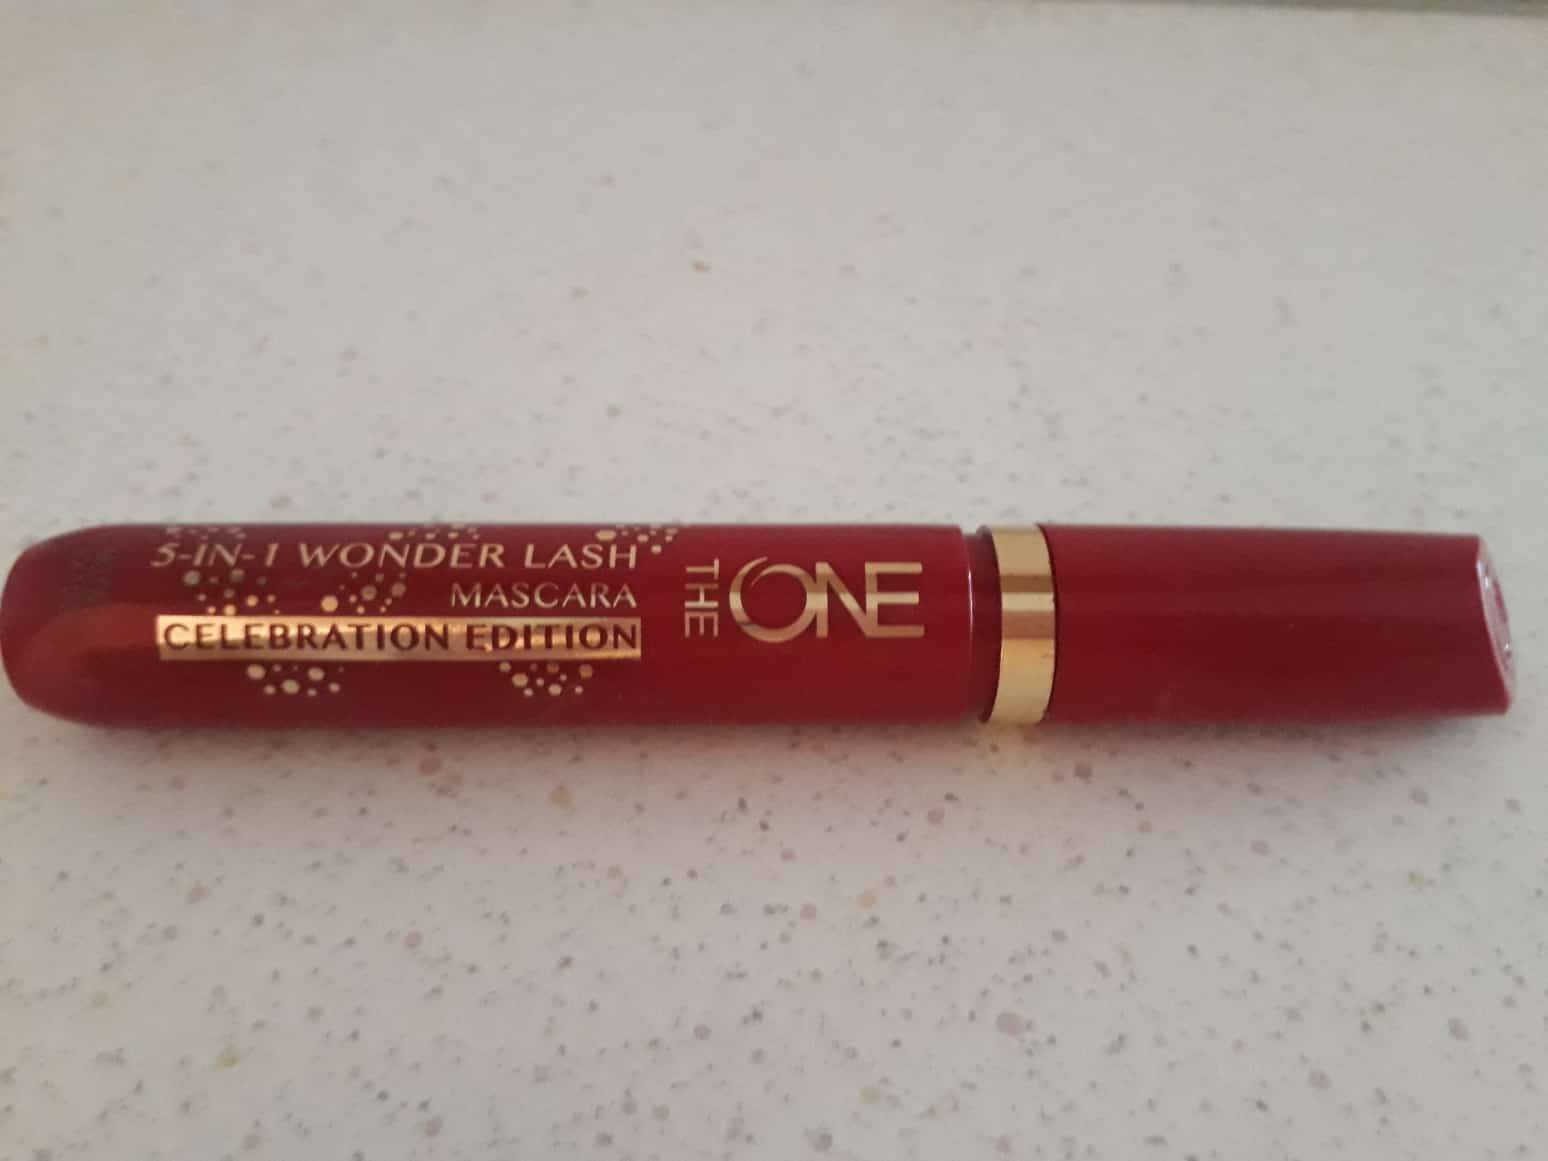 5-IN-1 WONDER LASH
MASCARA
CELEBRATION EDITION
THE ONE